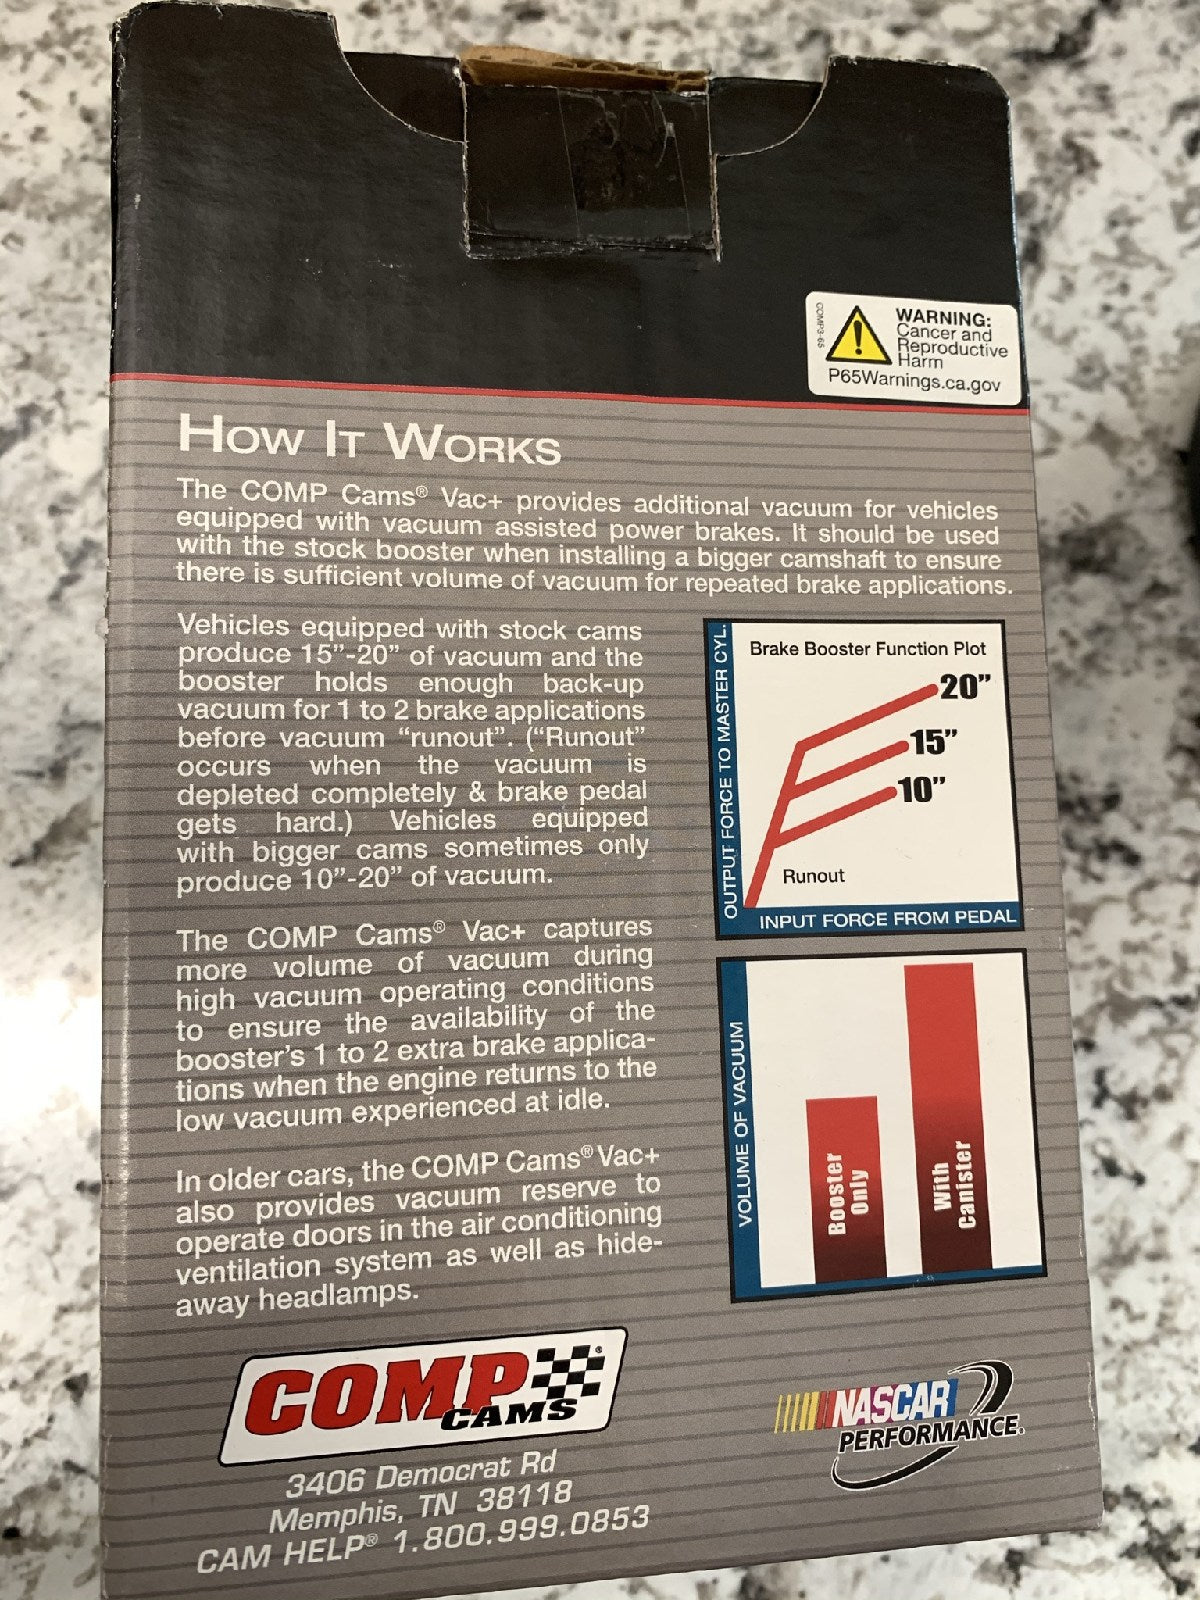 COMP3-65
WARNING:
Cancer and
Reproductive
Harm
P65Warnings.ca.gov
HOW IT WORKS
The COMP Cams® Vac+ provides additional vacuum for vehicles
equipped with vacuum assisted power brakes. It should be used
with the stock booster when installing a bigger camshaft to ensure
there is sufficient volume of vacuum for repeated brake applications.
Vehicles equipped with stock cams
produce 15”-20” of vacuum and the
booster holds enough back-up
vacuum for 1 to 2 brake applications
before vacuum “runout”. (“Runout”
occurs when the vacuum is
depleted completely & brake pedal
gets hard.) Vehicles equipped
with bigger cams sometimes only
produce 10”-20” of vacuum.
The COMP Cams® Vac+ captures
more volume of vacuum during
high vacuum operating conditions
to ensure the availability of the
booster’s 1 to 2 extra brake applica-
tions when the engine returns to the
low vacuum experienced at idle.
In older cars, the COMP Cams® Vac+
also provides vacuum reserve to
operate doors in the air conditioning
ventilation system as well as hide-
away headlamps.
OUTPUT FORCE TO MASTER CYL.
Brake Booster Function Plot
20”
15”
10”
Runout
INPUT FORCE FROM PEDAL
VOLUME OF VACUUM
Booster
Only
With
Canister
COMP
CAMS
®
3406 Democrat Rd
Memphis, TN 38118
CAM HELP® 1.800.999.0853
NASCAR
PERFORMANCE.